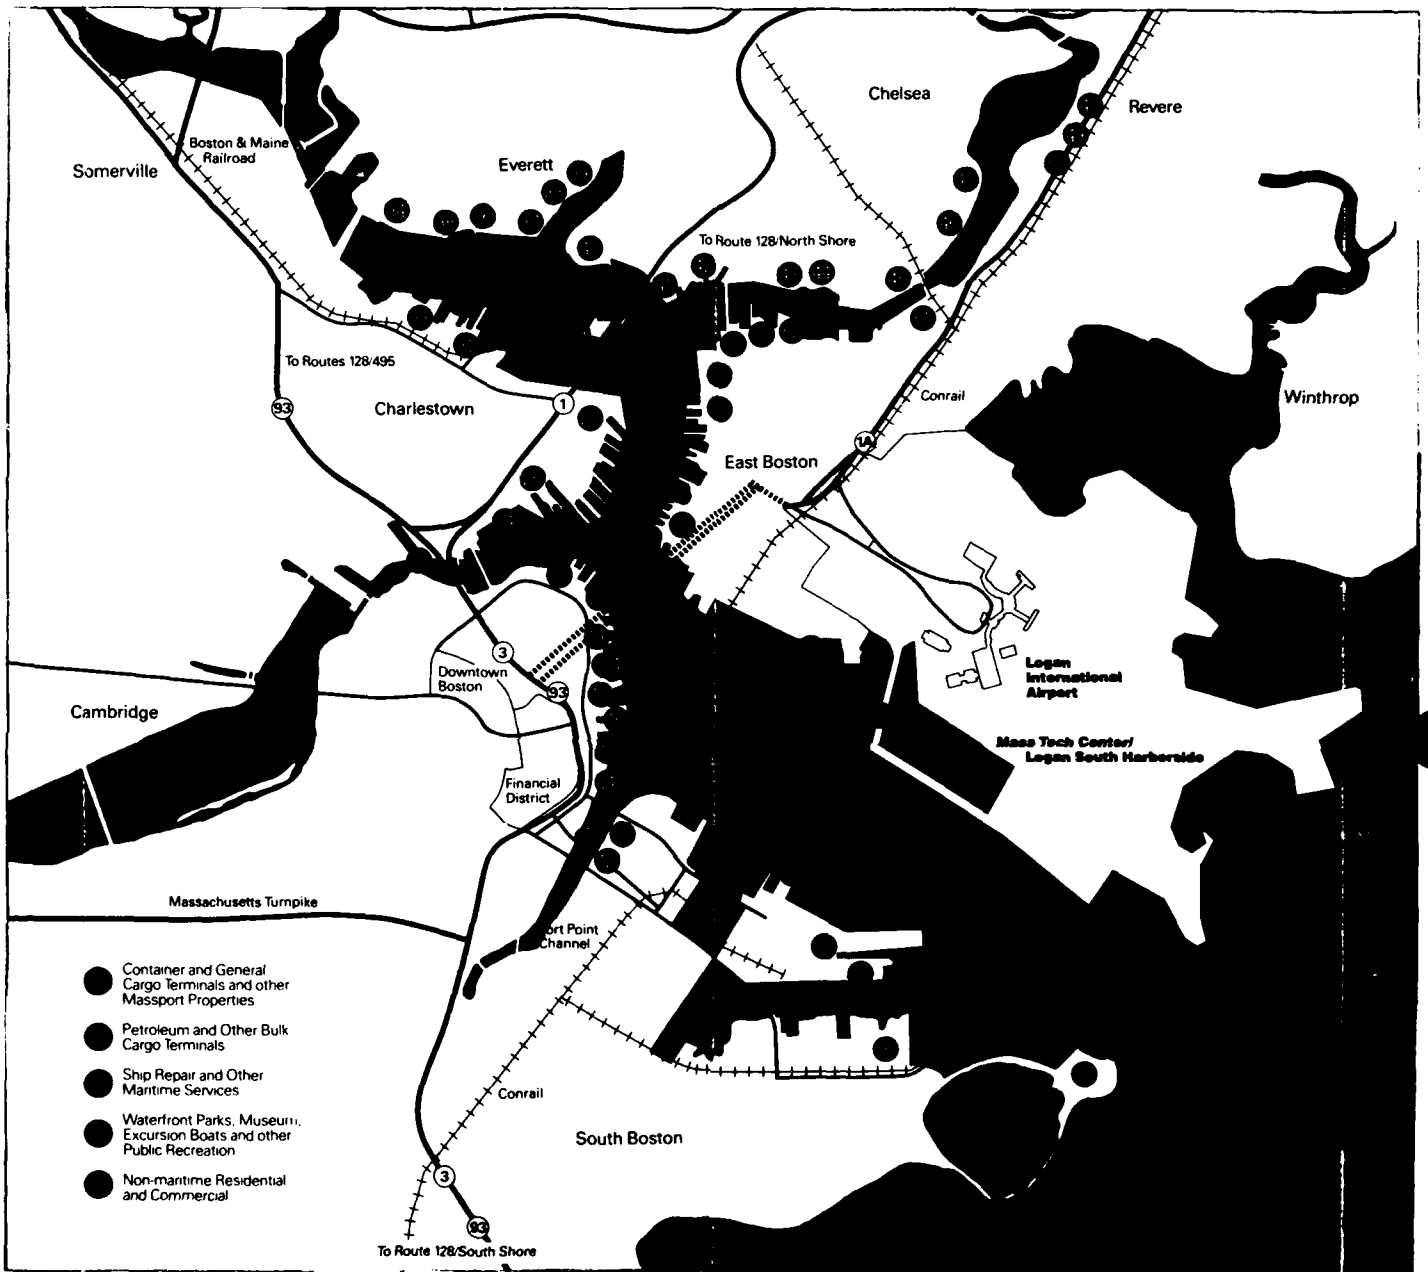 Chelsea
Revere
Boston & Maine
Railroad
Somerville
Everett
To Route 128/North Shore
To Routes 128/495
93
Charlestown
1
Conrail
Winthrop
1A
East Boston
3
Downtown
Boston
93
Logan
International
Airport
Cambridge
Mass Tech Center/
Logan South Harborside
Financial
District
Massachusetts Turnpike
ort Point
Channel
Container and General
Cargo Terminals and other
Massport Properties
Petroleum and Other Bulk
Cargo Terminals
Ship Repair and Other
Maritime Services
Waterfront Parks, Museum,
Excursion Boats and other
Public Recreation
Non-maritime Residential
and Commercial
Conrail
South Boston
3
93
To Route 128/South Shore